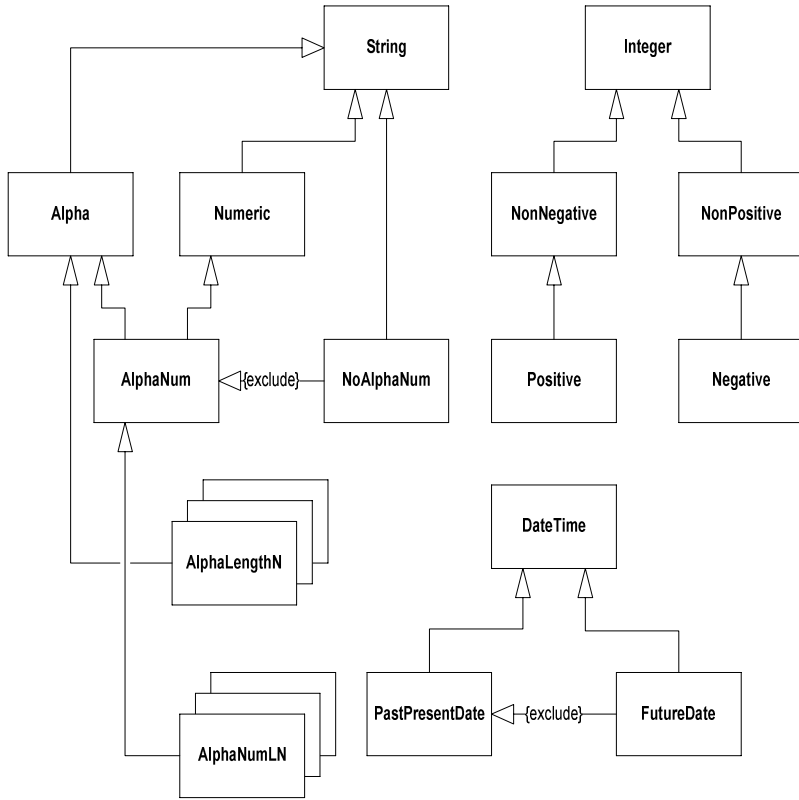 String
Integer
Alpha
Numeric
NonNegative
NonPositive
AlphaNum
{exclude}
NoAlphaNum
Positive
Negative
DateTime
AlphaLengthN
PastPresentDate
{exclude}
FutureDate
AlphaNumLN